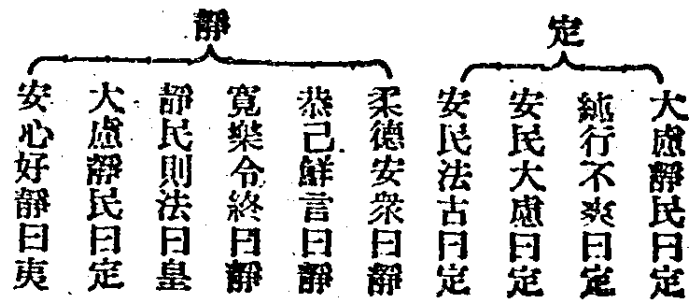 定
大慮靜民曰定
純行不爽曰定
安民大慮曰定
安民法古曰定
靜
柔德安衆曰靜
恭己鮮言曰靜
寬樂令終曰靜
靜民則法曰皇
大慮靜民曰定
安心好靜曰夷